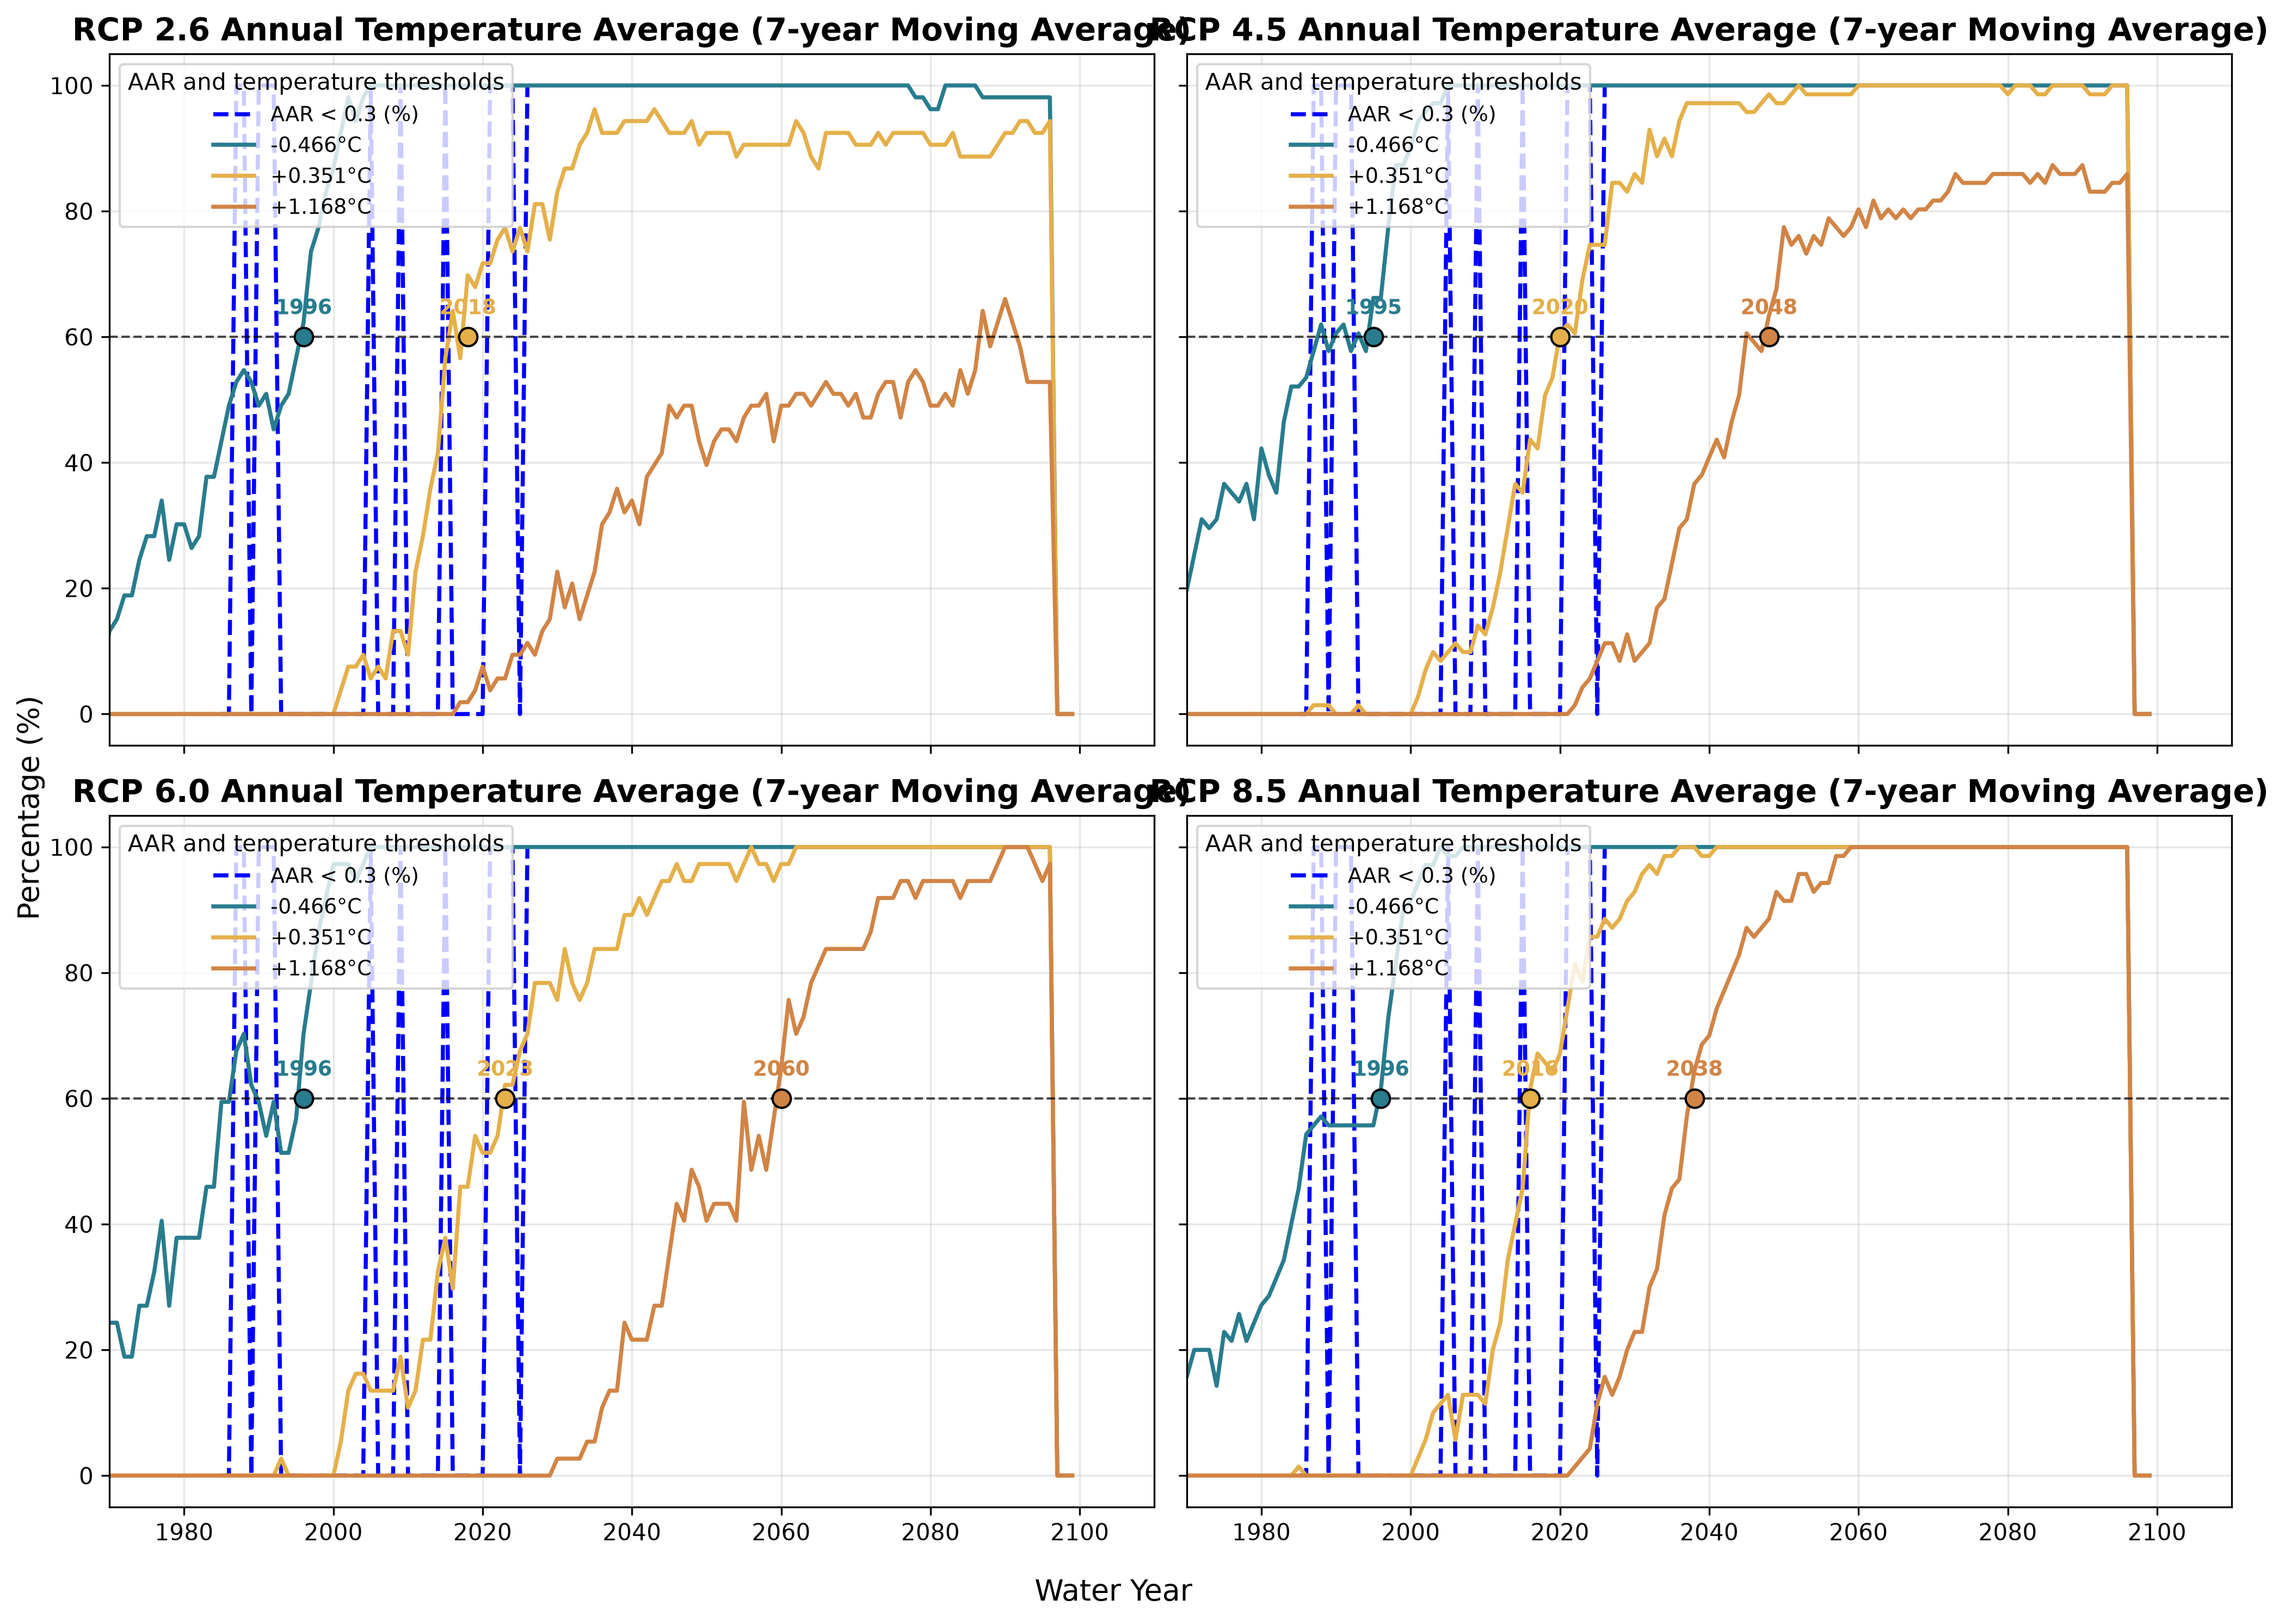 RCP 2.6 Annual Temperature Average (7-year Moving Average)
AAR and temperature thresholds
AAR < 0.3 (%)
-0.466°C
+0.351°C
+1.168°C
1996
2018
100
80
60
40
20
0
RCP 4.5 Annual Temperature Average (7-year Moving Average)
AAR and temperature thresholds
AAR < 0.3 (%)
-0.466°C
+0.351°C
+1.168°C
1995
2020
2048
RCP 6.0 Annual Temperature Average (7-year Moving Average)
AAR and temperature thresholds
AAR < 0.3 (%)
-0.466°C
+0.351°C
+1.168°C
1996
2023
2060
100
80
60
40
20
0
1980 2000 2020 2040 2060 2080 2100
RCP 8.5 Annual Temperature Average (7-year Moving Average)
AAR and temperature thresholds
AAR < 0.3 (%)
-0.466°C
+0.351°C
+1.168°C
1996
2016
2038
1980 2000 2020 2040 2060 2080 2100
Percentage (%)
Water Year